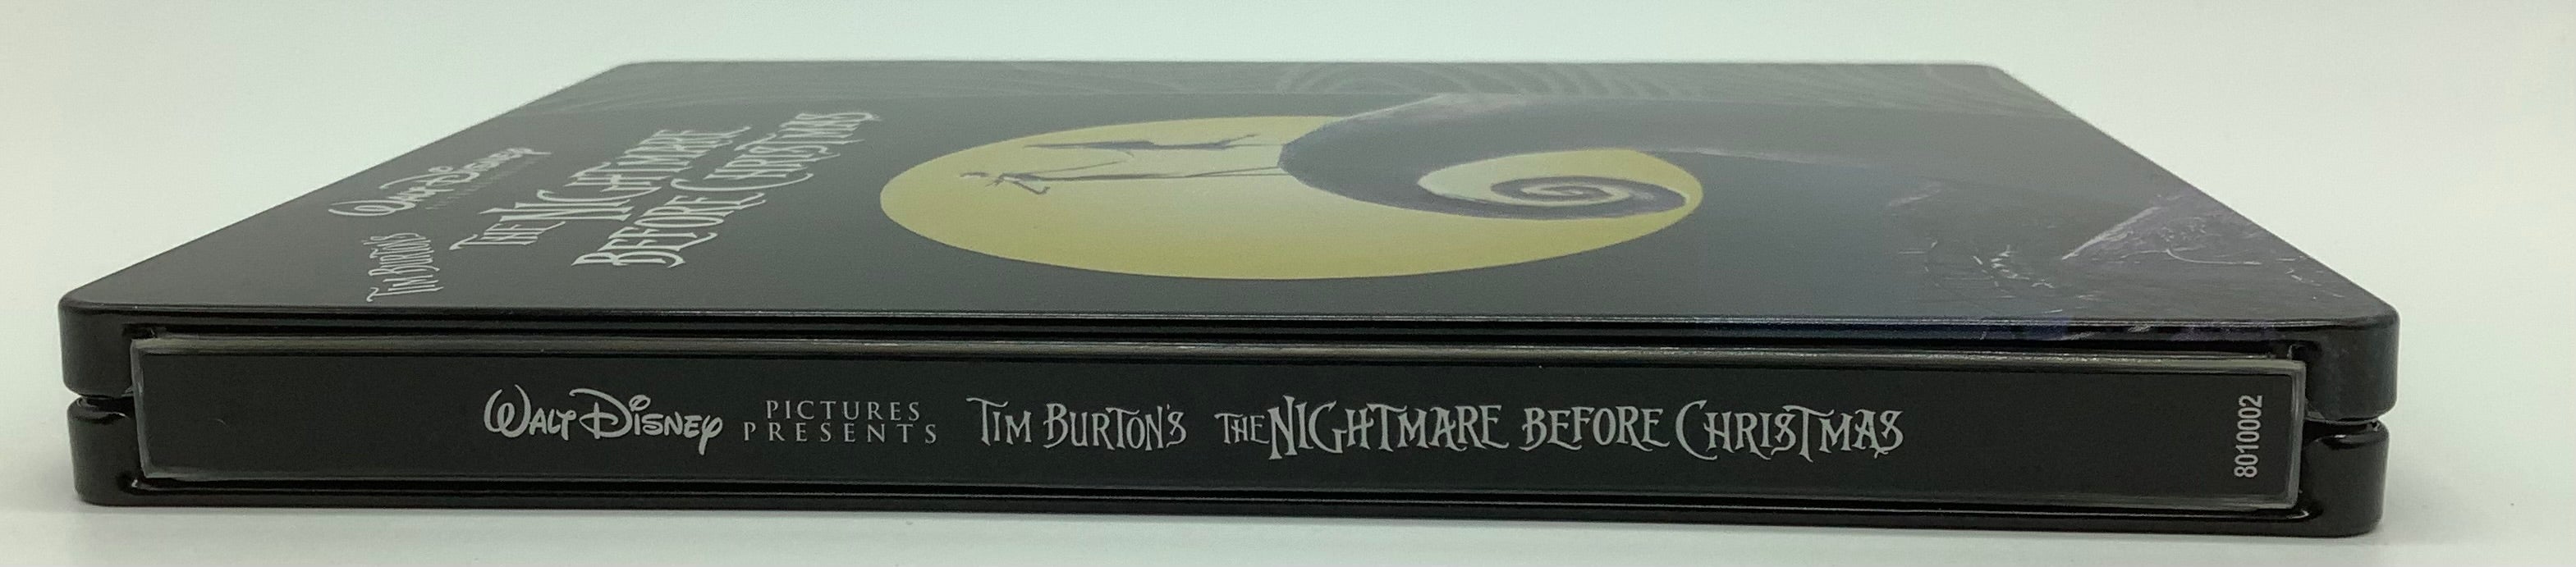 WALT DISNEY
TIM BURTON'S
THE NIGHTMARE
BEFORE CHRISTMAS
WALT DISNEY PICTURES PRESENTS TIM BURTON'S THE NIGHTMARE BEFORE CHRISTMAS
8010002